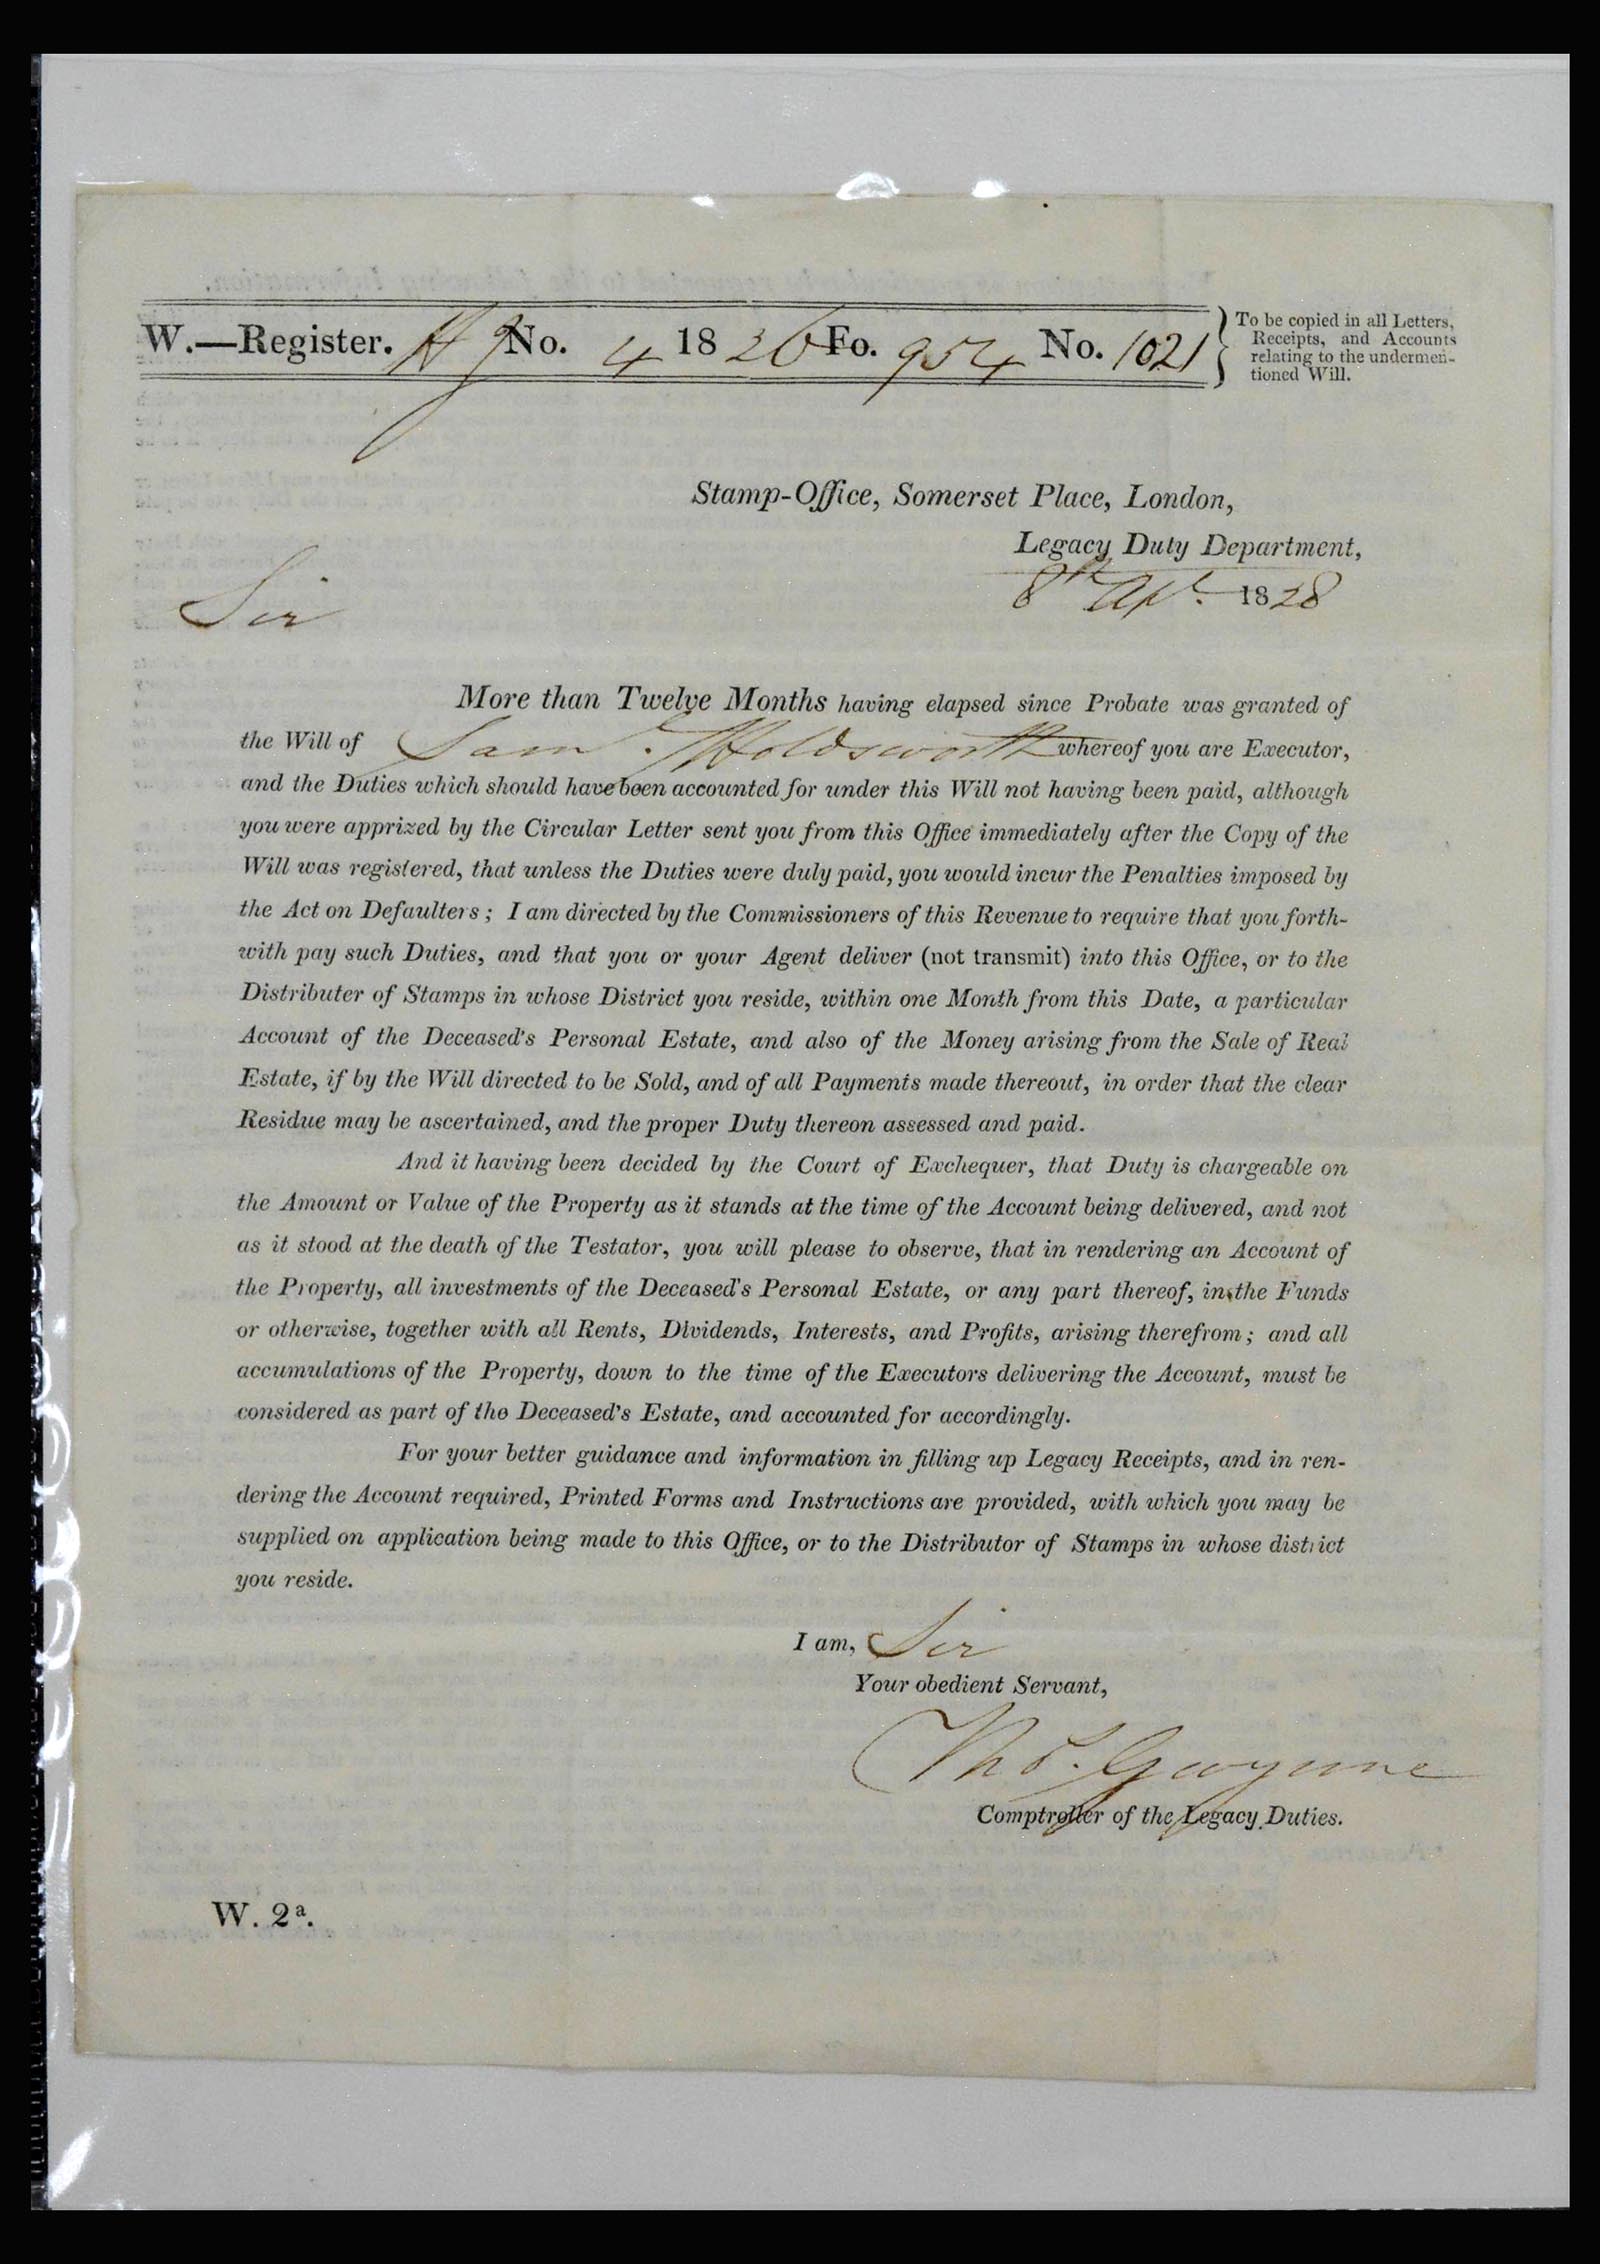 W.—Register. No. 4 1826 Fo. 954 No. 1021
To be copied in all Letters,
Receipts, and Accounts
relating to the undermen-
tioned Will.
Stamp-Office, Somerset Place, London,
Legacy Duty Department,
8th Apl. 1828
Sir
More than Twelve Months having elapsed since Probate was granted of
the Will of Saml. Holdsworth whereof you are Executor,
and the Duties which should have been accounted for under this Will not having been paid, although
you were apprized by the Circular Letter sent you from this Office immediately after the Copy of the
Will was registered, that unless the Duties were duly paid, you would incur the Penalties imposed by
the Act on Defaulters; I am directed by the Commissioners of this Revenue to require that you forth-
with pay such Duties, and that you or your Agent deliver (not transmit) into this Office, or to the
Distributer of Stamps in whose District you reside, within one Month from this Date, a particular
Account of the Deceased's Personal Estate, and also of the Money arising from the Sale of Real
Estate, if by the Will directed to be Sold, and of all Payments made thereout, in order that the clear
Residue may be ascertained, and the proper Duty thereon assessed and paid.
And it having been decided by the Court of Exchequer, that Duty is chargeable on
the Amount or Value of the Property as it stands at the time of the Account being delivered, and not
as it stood at the death of the Testator, you will please to observe, that in rendering an Account of
the Property, all investments of the Deceased's Personal Estate, or any part thereof, in the Funds
or otherwise, together with all Rents, Dividends, Interests, and Profits, arising therefrom; and all
accumulations of the Property, down to the time of the Executors delivering the Account, must be
considered as part of the Deceased's Estate, and accounted for accordingly.
For your better guidance and information in filling up Legacy Receipts, and in ren-
dering the Account required, Printed Forms and Instructions are provided, with which you may be
supplied on application being made to this Office, or to the Distributor of Stamps in whose district
you reside.
I am, Sir
Your obedient Servant,
Thos. Gwynne
Comptroller of the Legacy Duties.
W. 2a.